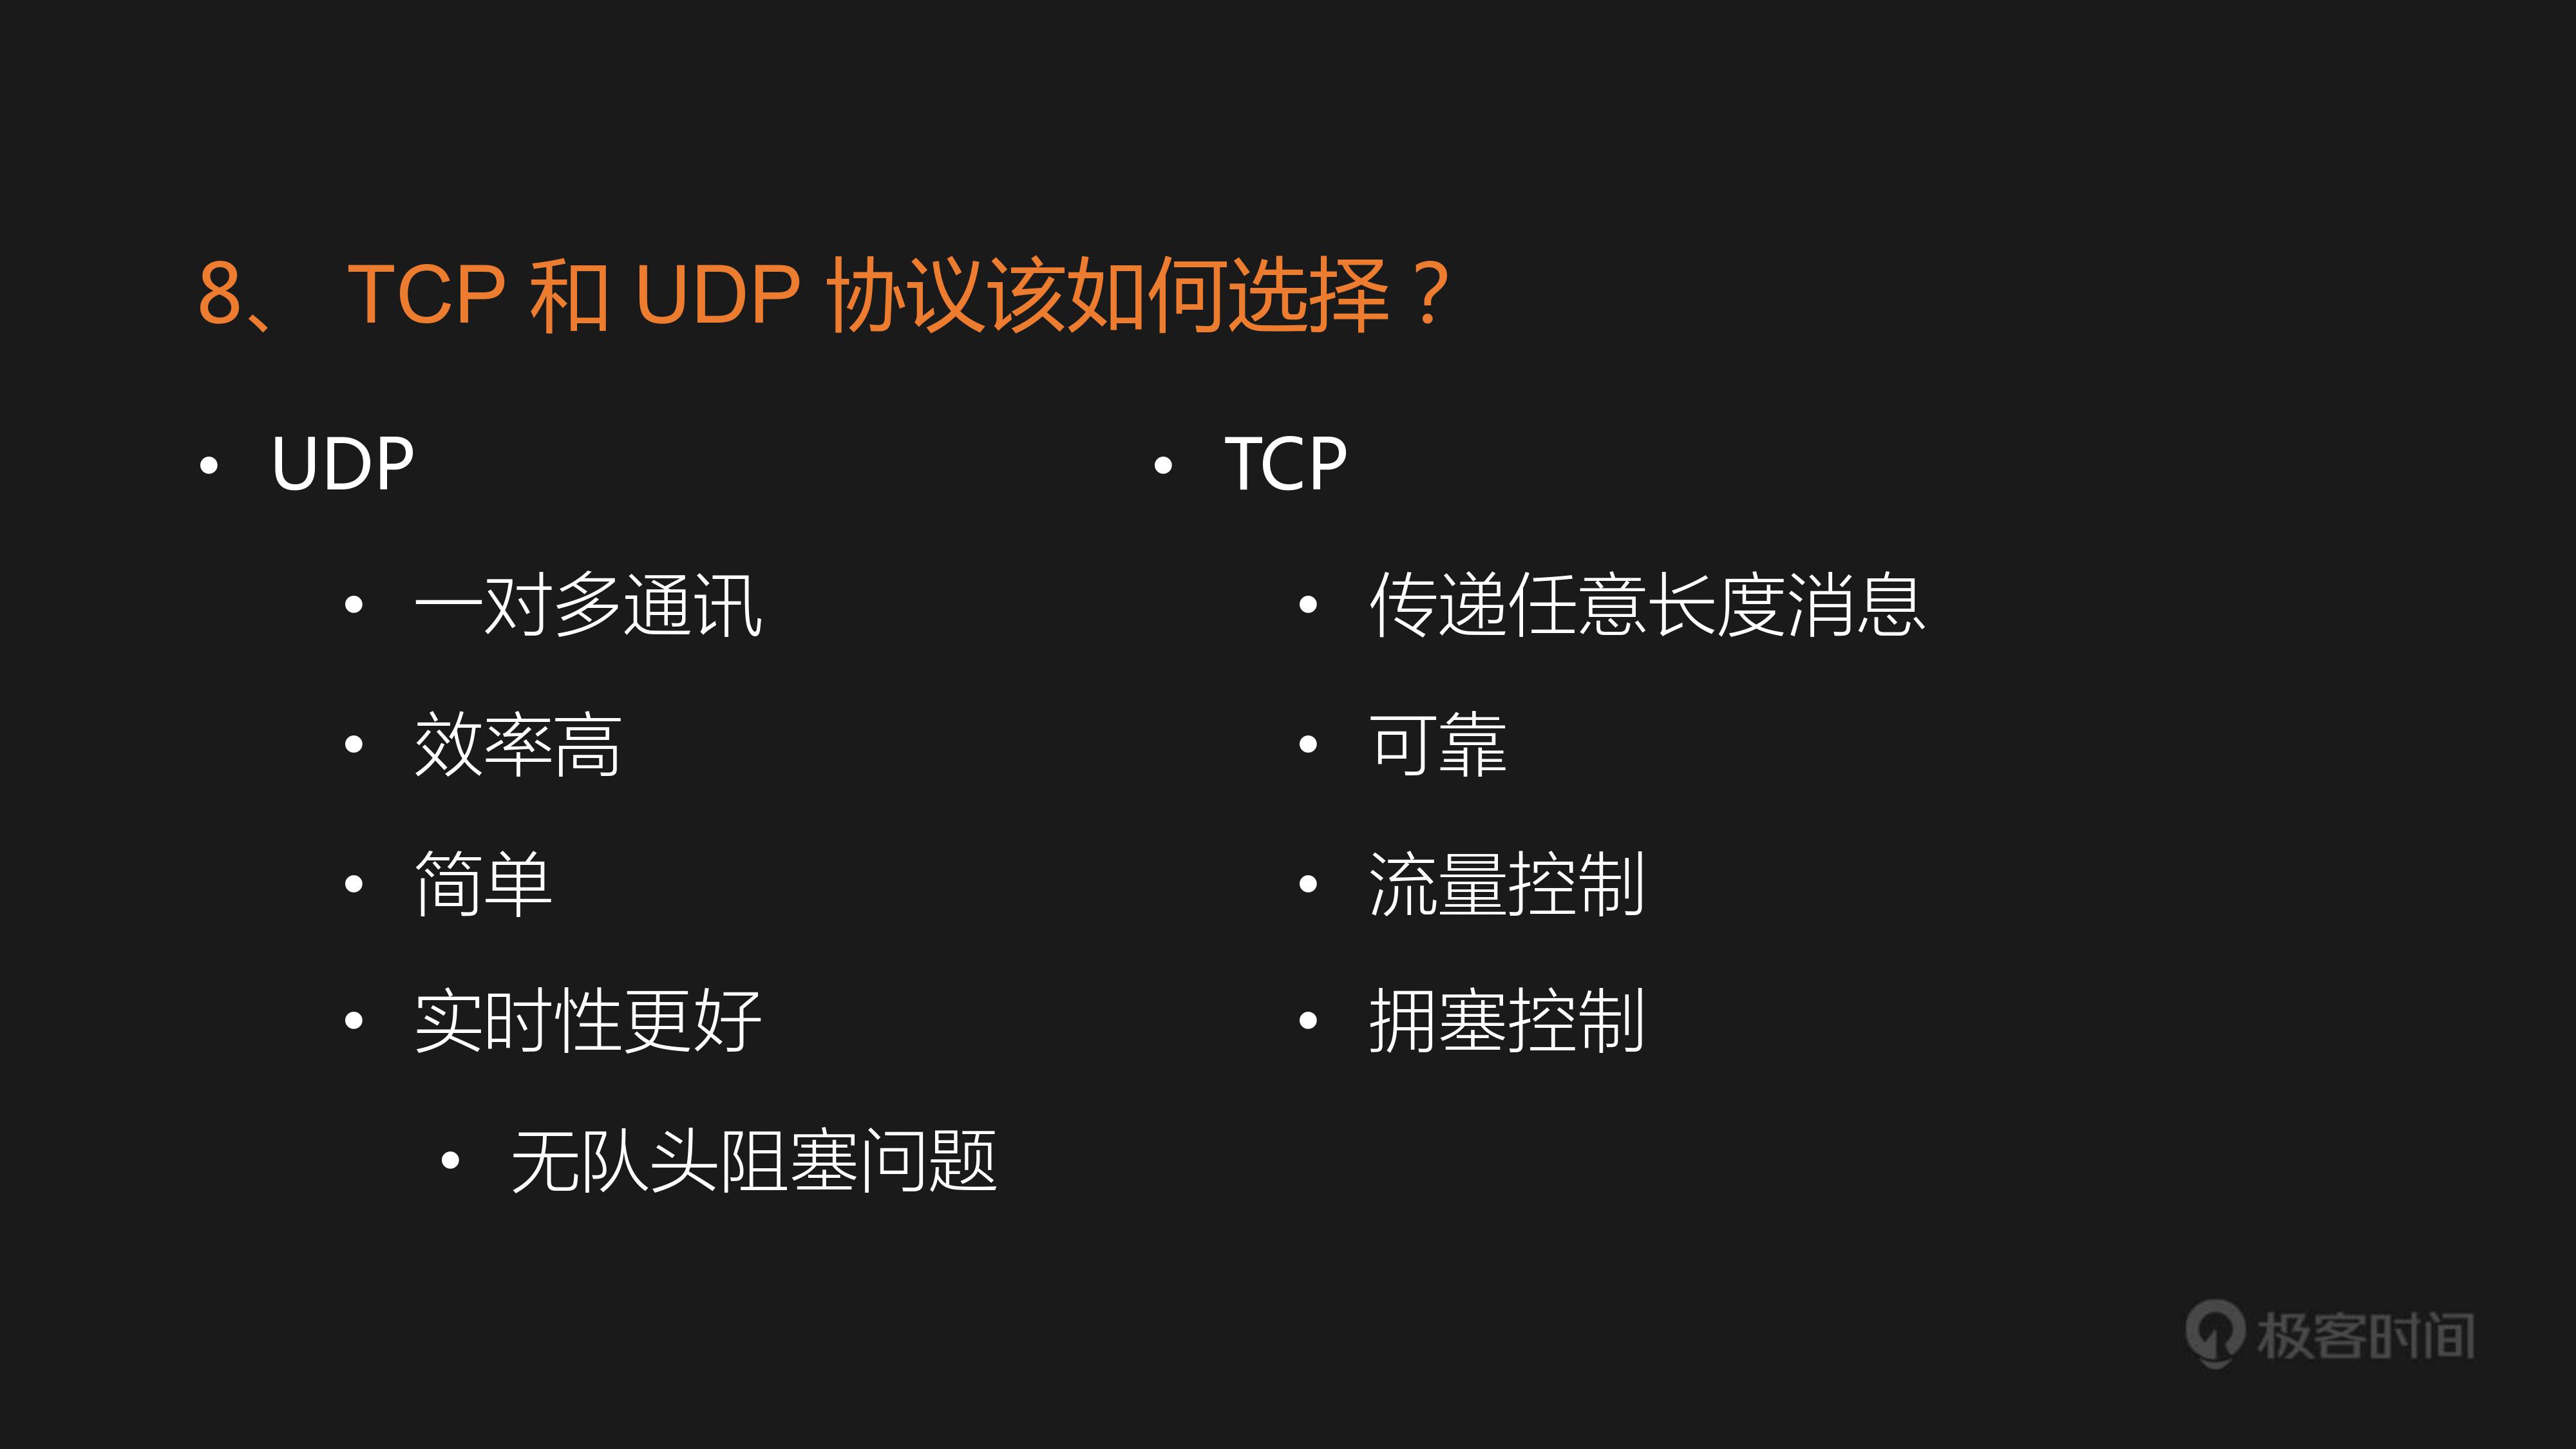 8、 TCP 和 UDP 协议该如何选择？
• UDP
• 一对多通讯
• 效率高
• 简单
• 实时性更好
• 无队头阻塞问题
• TCP
• 传递任意长度消息
• 可靠
• 流量控制
• 拥塞控制
极客时间